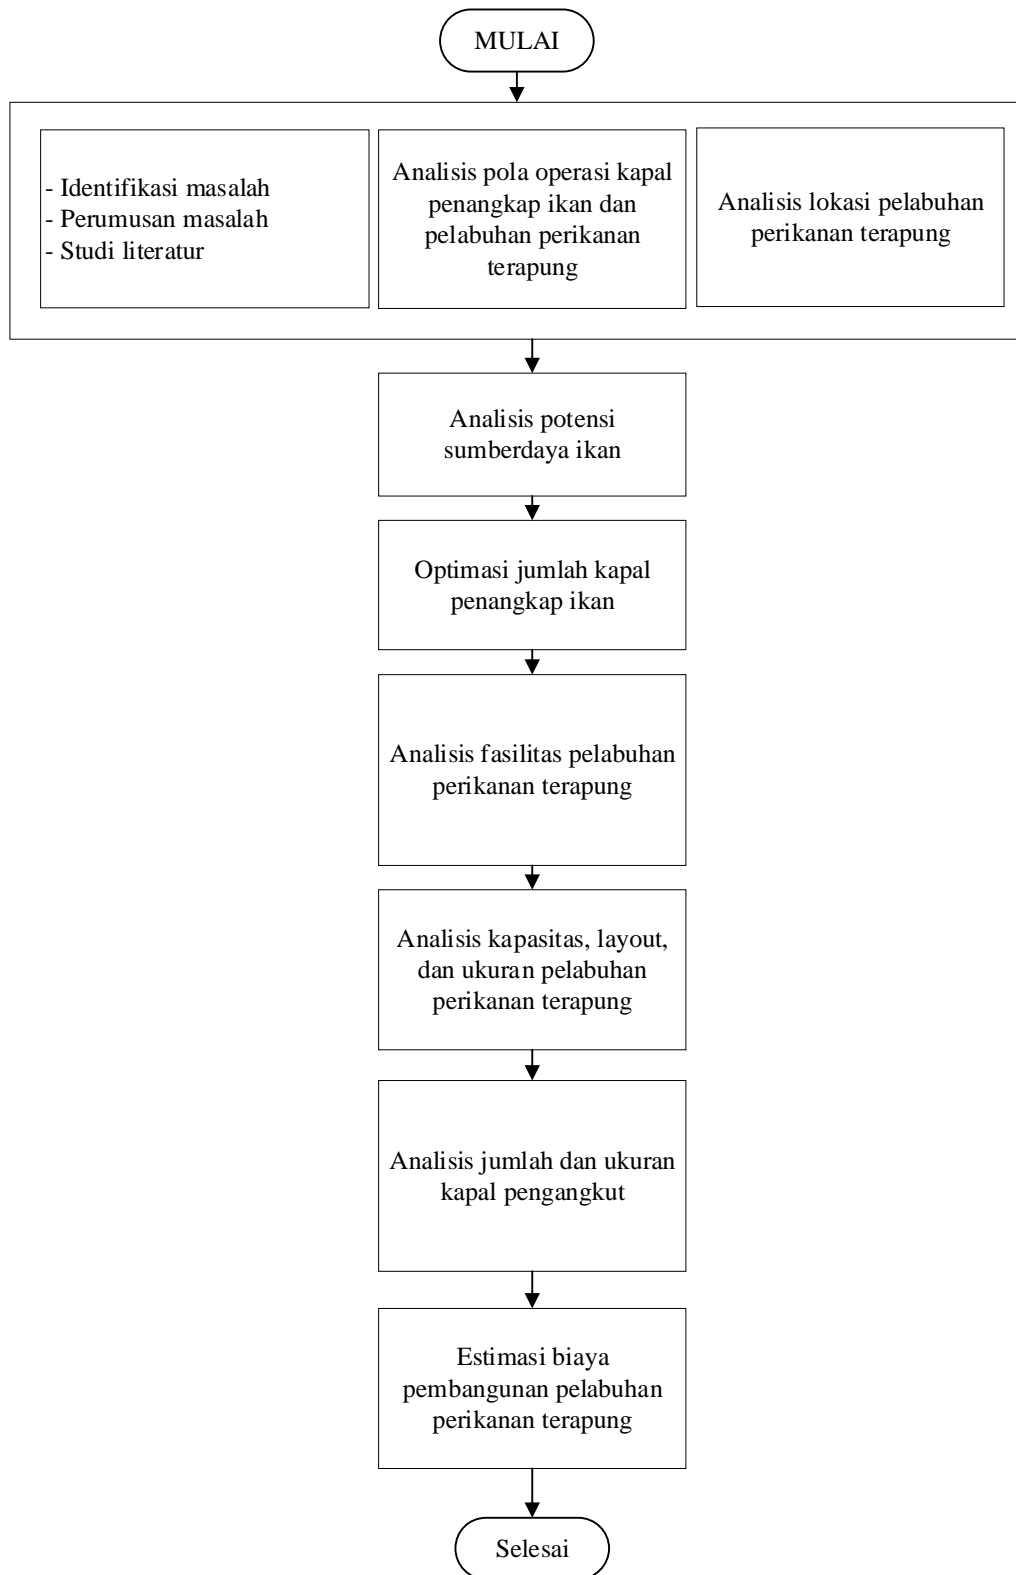 MULAI
- Identifikasi masalah
- Perumusan masalah
- Studi literatur
Analisis pola operasi kapal
penangkap ikan dan
pelabuhan perikanan
terapung
Analisis lokasi pelabuhan
perikanan terapung
Analisis potensi
sumberdaya ikan
Optimasi jumlah kapal
penangkap ikan
Analisis fasilitas pelabuhan
perikanan terapung
Analisis kapasitas, layout,
dan ukuran pelabuhan
perikanan terapung
Analisis jumlah dan ukuran
kapal pengangkut
Estimasi biaya
pembangunan pelabuhan
perikanan terapung
Selesai